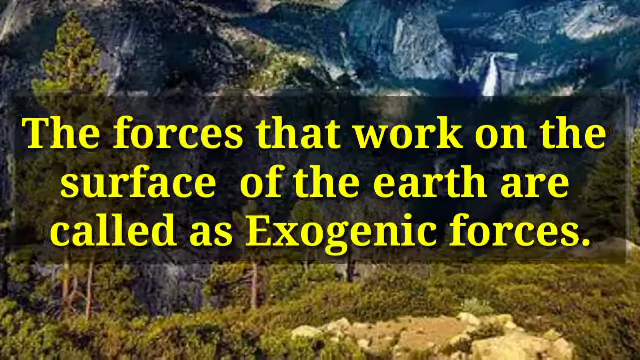 The forces that work on the
surface  of the earth are
called as Exogenic forces.